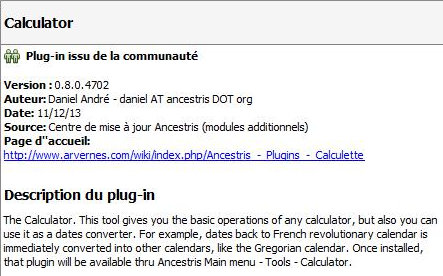 Calculator
Plug-in issu de la communauté
Version : 0.8.0.4702
Auteur: Daniel André - daniel AT ancestris DOT org
Date: 11/12/13
Source: Centre de mise à jour Ancestris (modules additionnels)
Page d''accueil:
http://www.arvernes.com/wiki/index.php/Ancestris_-_Plugins_-_Calculette
Description du plug-in
The Calculator. This tool gives you the basic operations of any calculator, but also you can
use it as a dates converter. For example, dates back to French revolutionary calendar is
immediately converted into other calendars, like the Gregorian calendar. Once installed,
that plugin will be available thru Ancestris Main menu - Tools - Calculator.